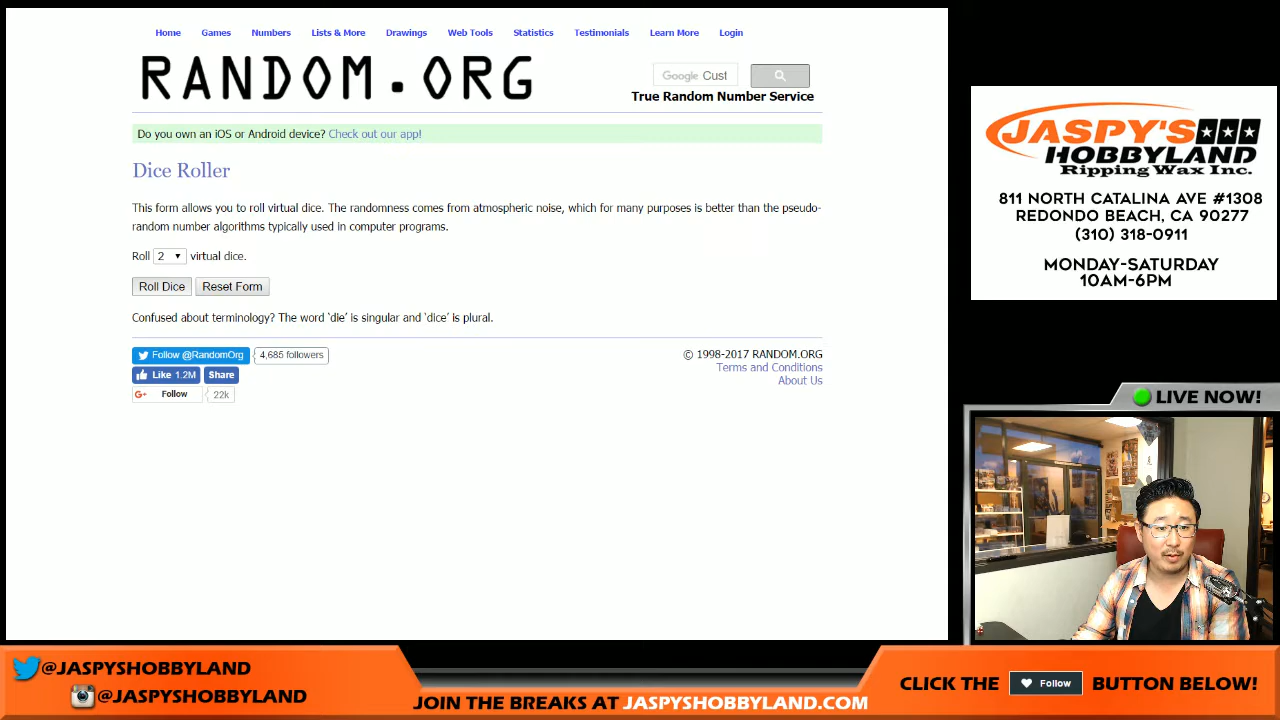 Home Games Numbers Lists & More Drawings Web Tools Statistics Testimonials Learn More Login
RANDOM.ORG
Google Cust
True Random Number Service
Do you own an iOS or Android device? Check out our app!
Dice Roller
This form allows you to roll virtual dice. The randomness comes from atmospheric noise, which for many purposes is better than the pseudo-
random number algorithms typically used in computer programs.
Roll 2 virtual dice.
Roll Dice Reset Form
Confused about terminology? The word 'die' is singular and 'dice' is plural.
Follow @RandomOrg 4,685 followers
Like 1.2M Share
G+ Follow 22k
© 1998-2017 RANDOM.ORG
Terms and Conditions
About Us
JASPY'S
HOBBYLAND
Ripping Wax Inc.
811 NORTH CATALINA AVE #1308
REDONDO BEACH, CA 90277
(310) 318-0911
MONDAY-SATURDAY
10AM-6PM
LIVE NOW!
@JASPYSHOBBYLAND
@JASPYSHOBBYLAND
JOIN THE BREAKS AT JASPYSHOBBYLAND.COM
CLICK THE Follow BUTTON BELOW!